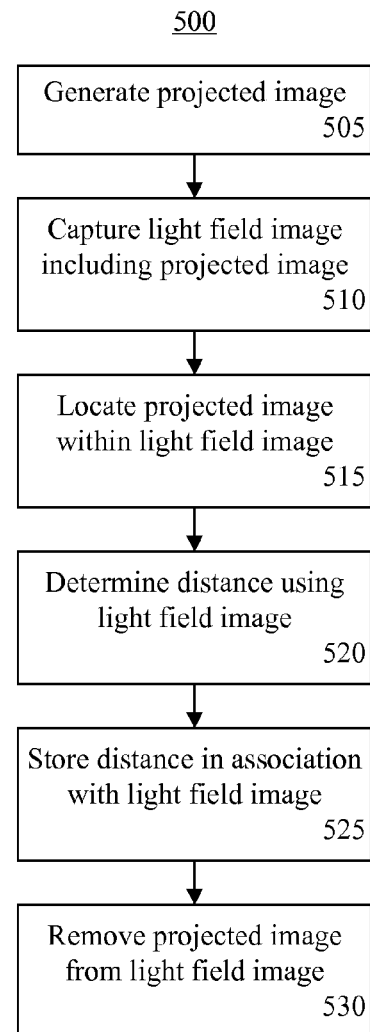 500
Generate projected image
505
Capture light field image
including projected image
510
Locate projected image
within light field image
515
Determine distance using
light field image
520
Store distance in association
with light field image
525
Remove projected image
from light field image
530